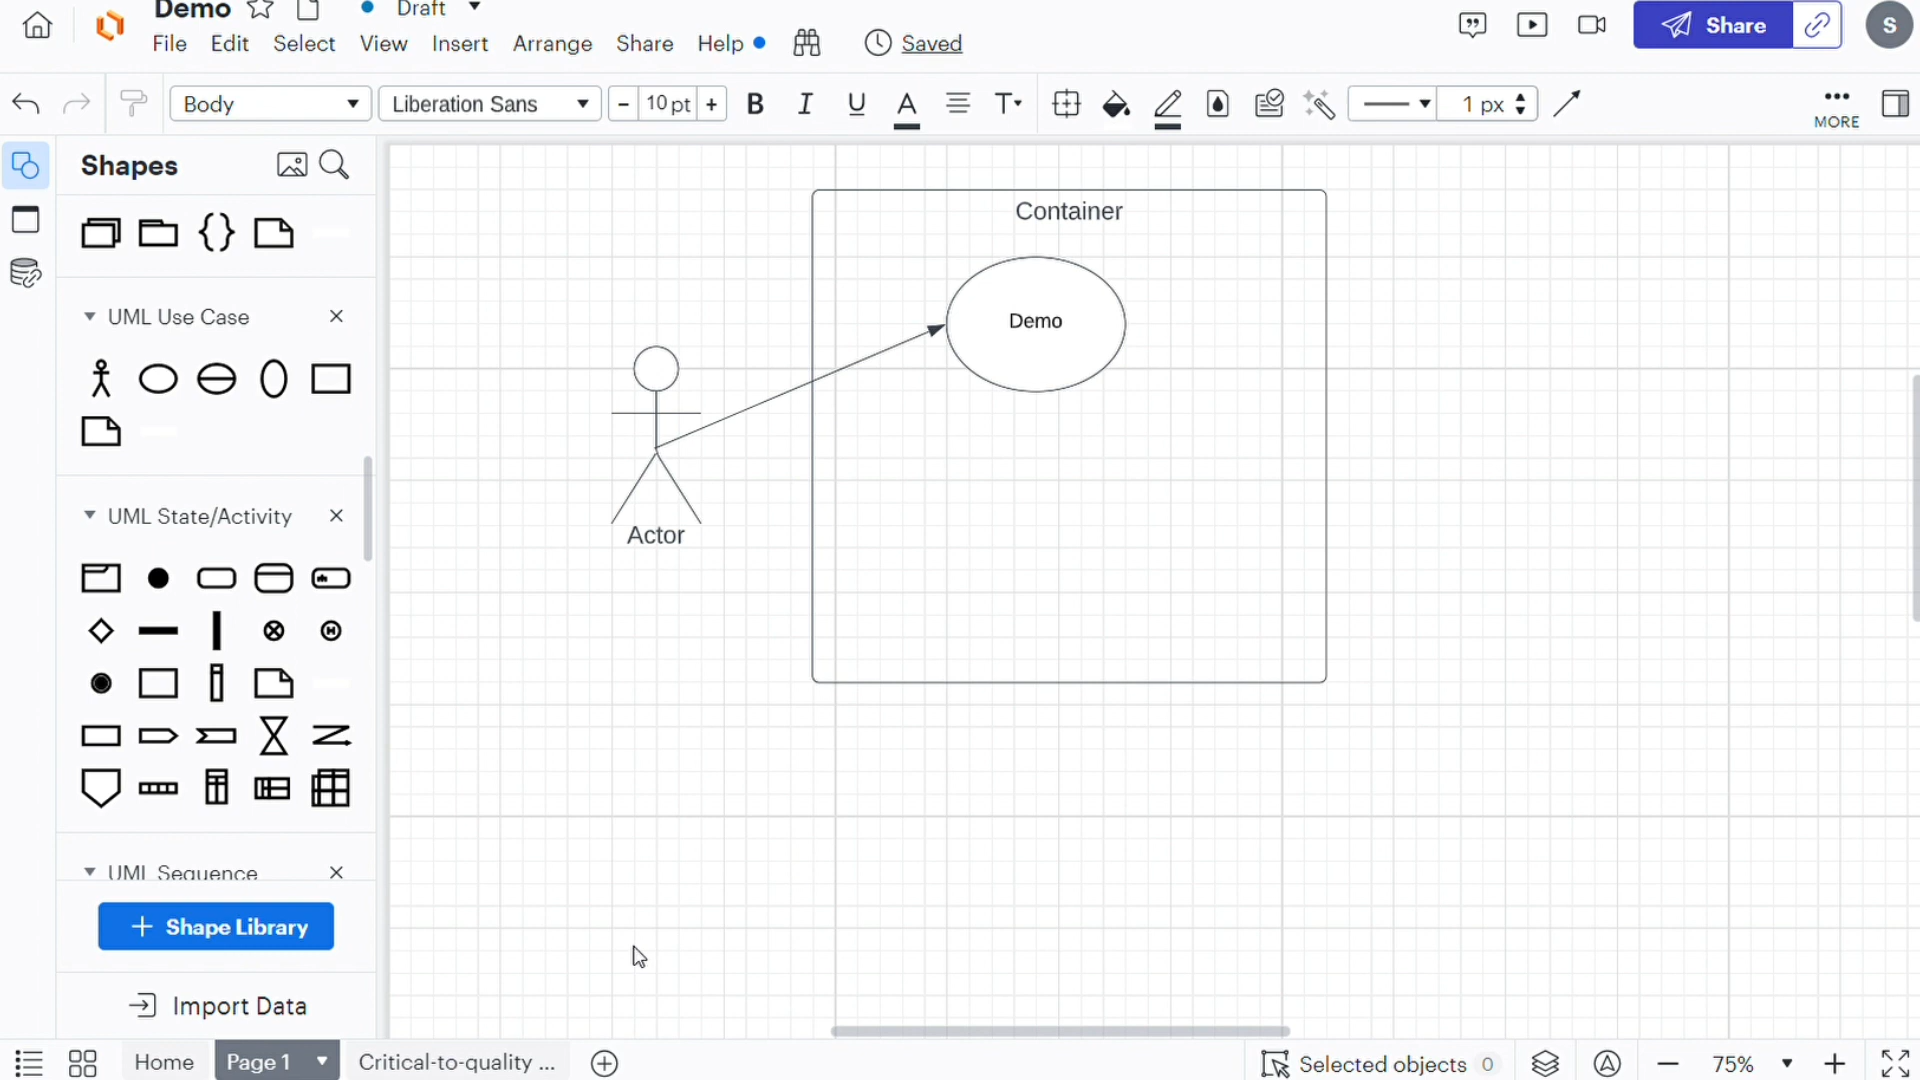 Demo
Draft
File Edit Select View Insert Arrange Share Help
Saved
Share
S
Body
Liberation Sans
10 pt
B I U A T
1 px
MORE
Shapes
UML Use Case
UML State/Activity
UML Sequence
+ Shape Library
Import Data
Container
Demo
Actor
Home
Page 1
Critical-to-quality ...
Selected objects 0
75%